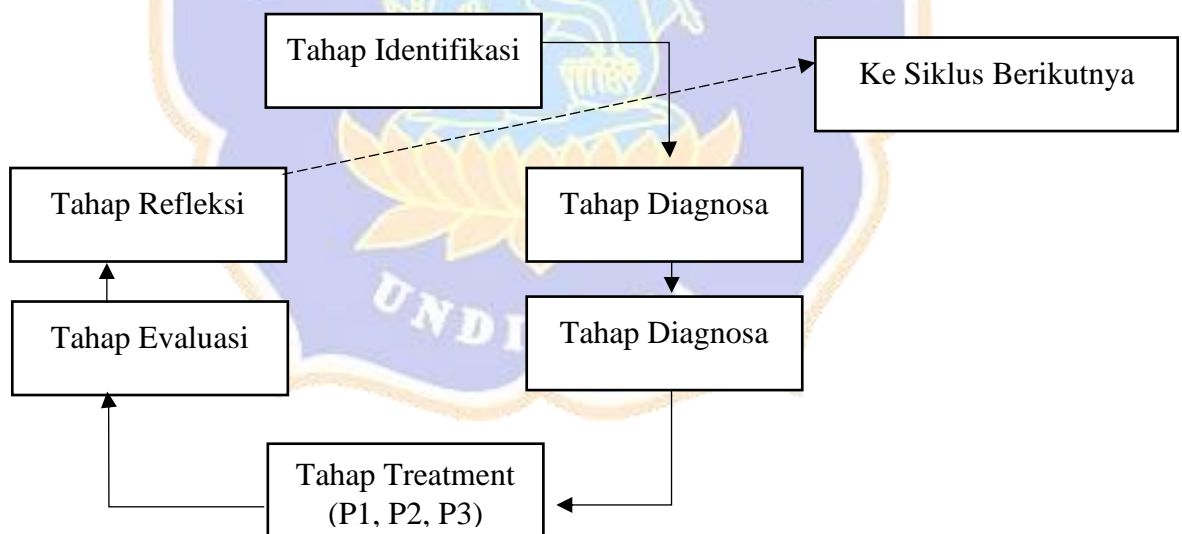 Tahap Identifikasi
Ke Siklus Berikutnya
Tahap Refleksi
Tahap Diagnosa
Tahap Evaluasi
Tahap Diagnosa
Tahap Treatment
(P1, P2, P3)